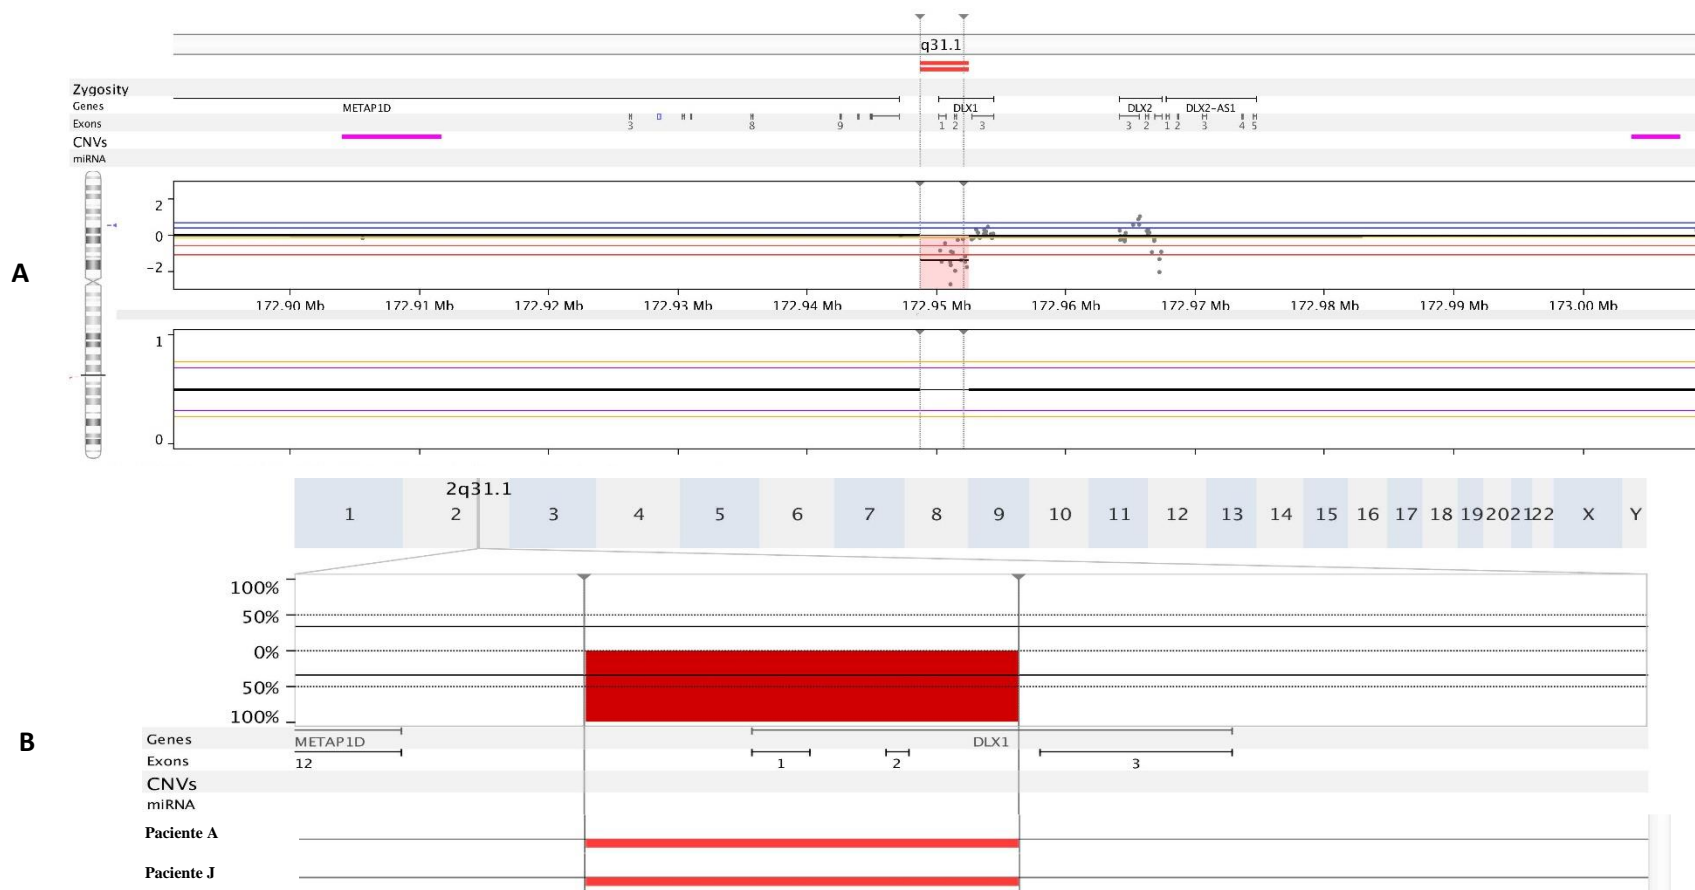 q31.1
Zygosity
Genes METAP1D DLX1 DLX2 DLX2-AS1
Exons 3 8 9 1 2 3 3 2 1 2 3 4 5
CNVs
miRNA
2
0
-2
A
172.90 Mb 172.91 Mb 172.92 Mb 172.93 Mb 172.94 Mb 172.95 Mb 172.96 Mb 172.97 Mb 172.98 Mb 172.99 Mb 173.00 Mb
1
0
2q31.1
1 2 3 4 5 6 7 8 9 10 11 12 13 14 15 16 17 18 19 20 21 22 X Y
100%
50%
0%
50%
100%
B
Genes METAP1D DLX1
Exons 12 1 2 3
CNVs
miRNA
Paciente A
Paciente J